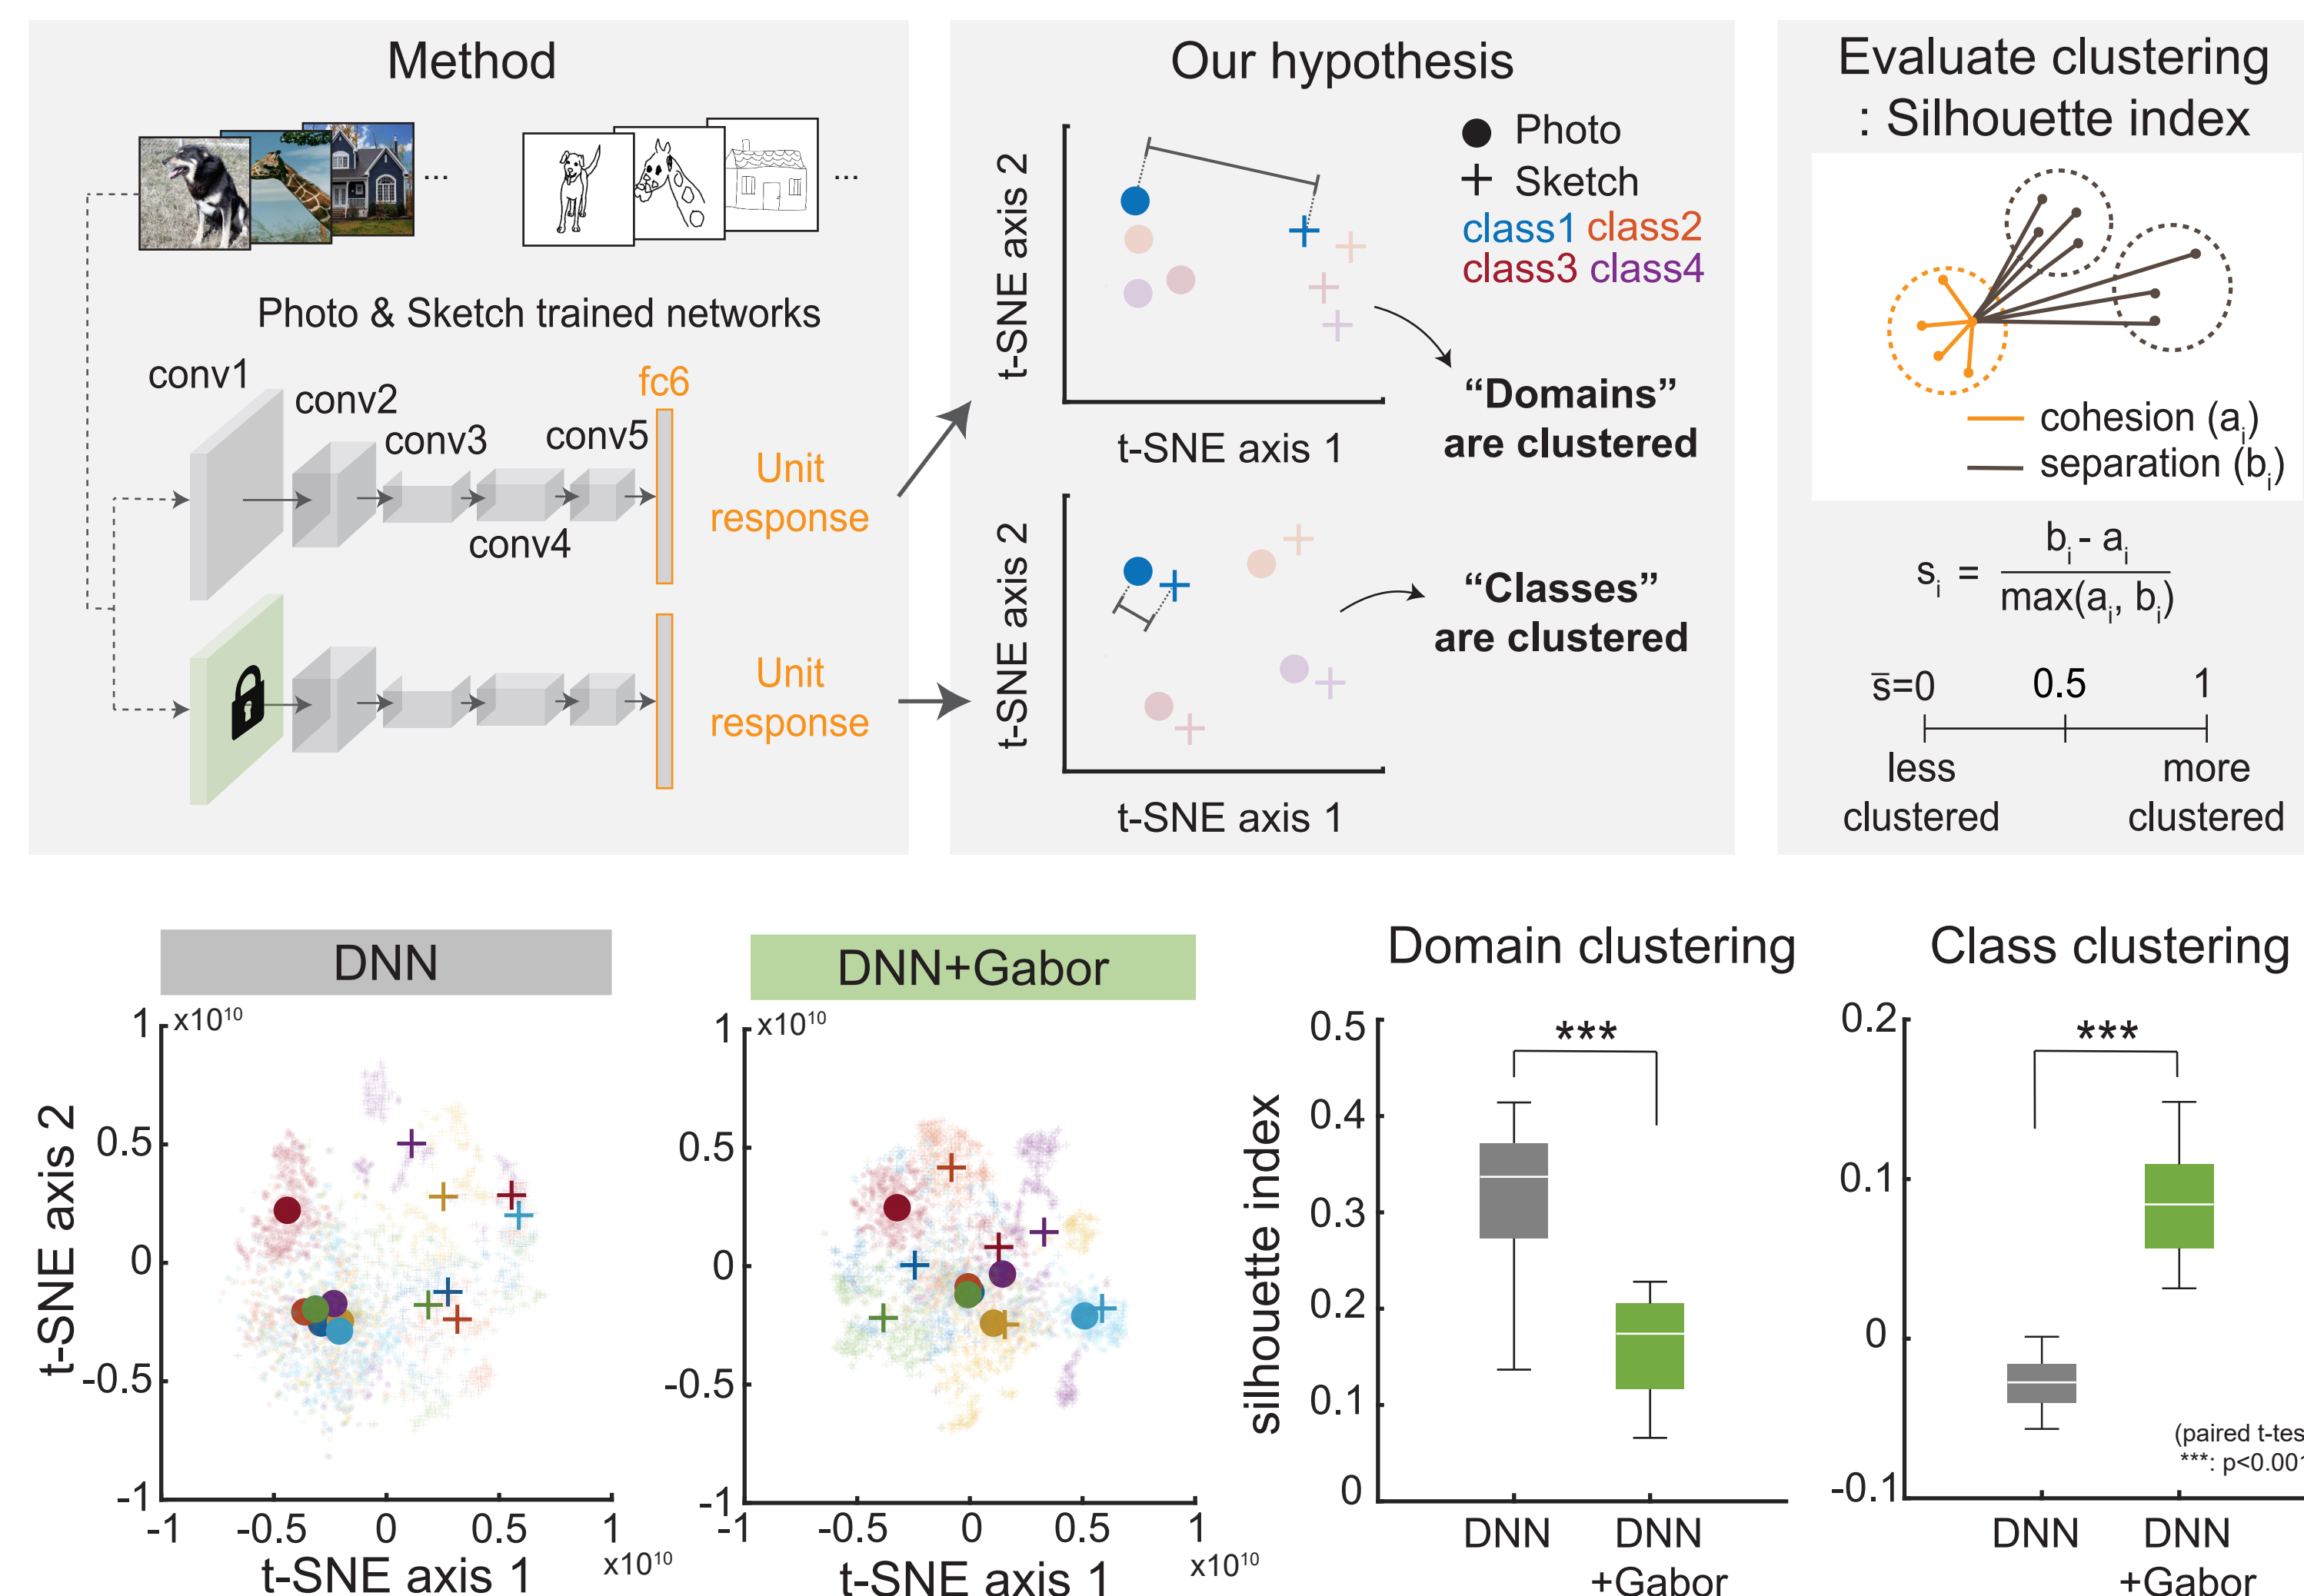 Method
...
...
Photo & Sketch trained networks
conv1
conv2
conv3
conv4
conv5
fc6
Unit
response
Unit
response
Our hypothesis
t-SNE axis 2
t-SNE axis 1
Photo
Sketch
class1 class2
class3 class4
“Domains”
are clustered
t-SNE axis 2
t-SNE axis 1
“Classes”
are clustered
Evaluate clustering
: Silhouette index
cohesion (ai)
separation (bi)
si = bi - ai
max(ai, bi)
s̅=0 0.5 1
less
clustered
more
clustered
DNN
1 x10¹⁰
0.5
0
-0.5
-1
-1 -0.5 0 0.5 1
x10¹⁰
t-SNE axis 2
t-SNE axis 1
DNN+Gabor
1 x10¹⁰
0.5
0
-0.5
-1
-1 -0.5 0 0.5 1
x10¹⁰
t-SNE axis 1
Domain clustering
***
silhouette index
0.5
0.4
0.3
0.2
0.1
0
DNN DNN
+Gabor
Class clustering
***
0.2
0.1
0
-0.1
(paired t-tes
***: p<0.001
DNN DNN
+Gabor